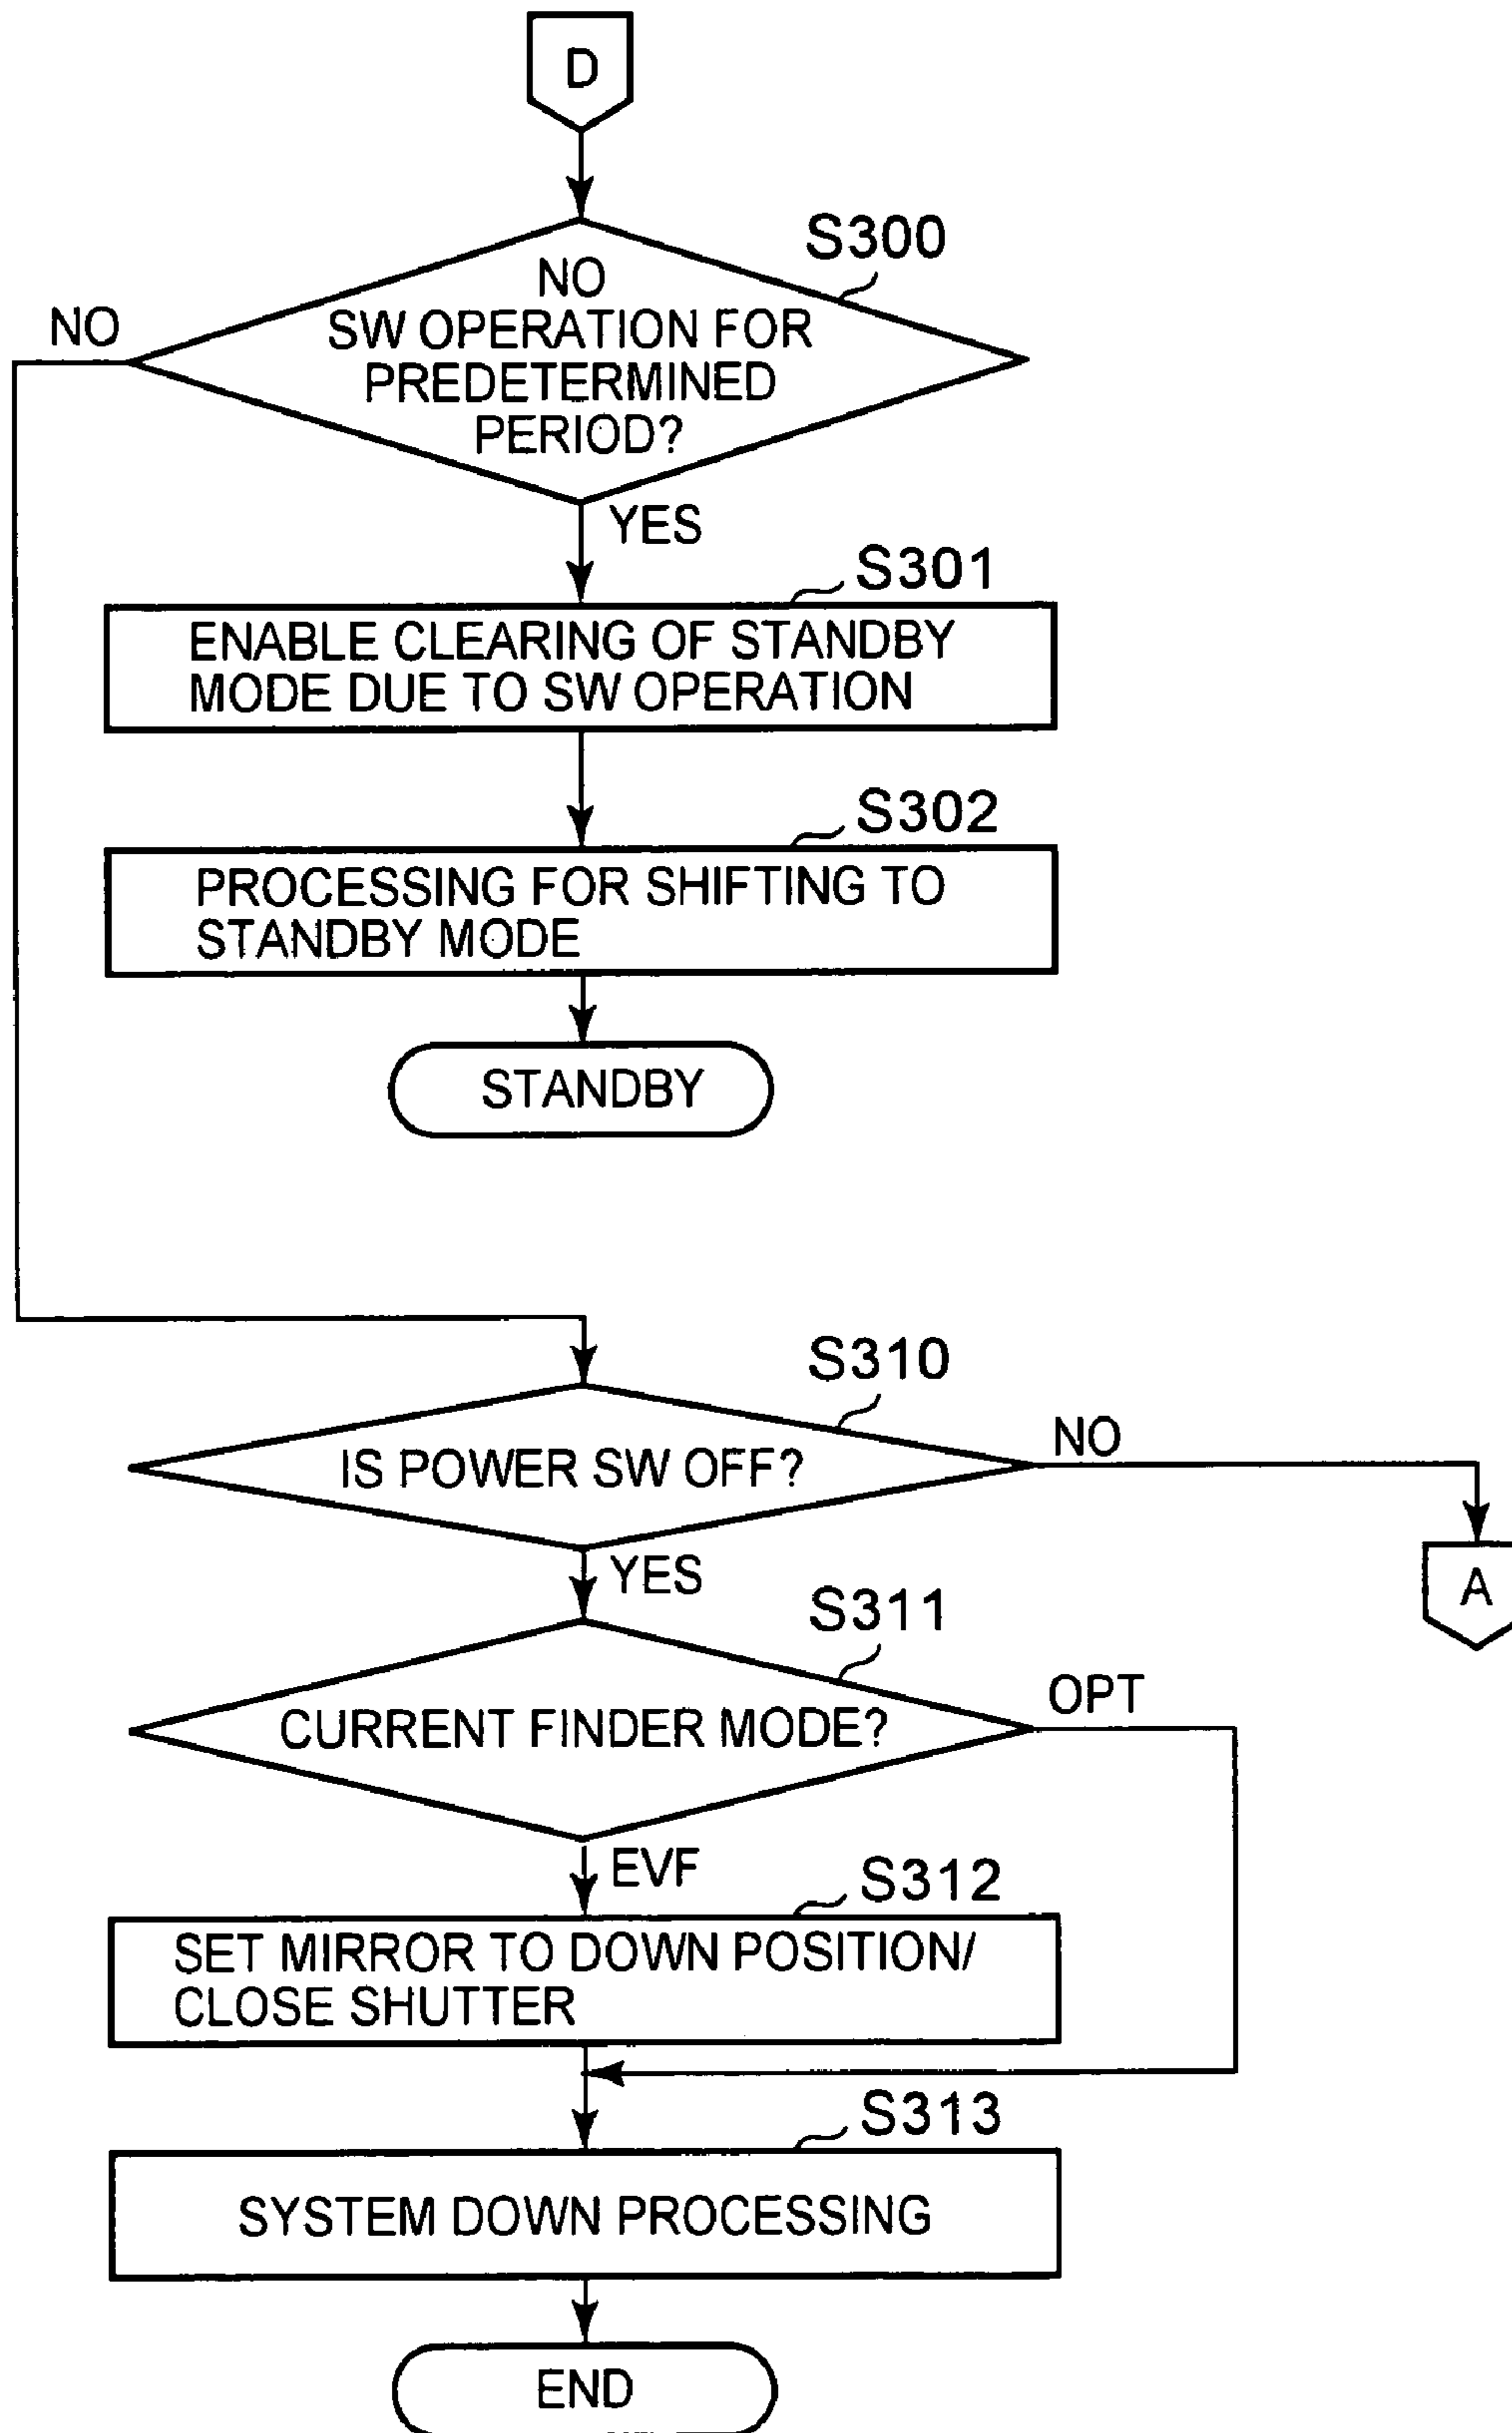 D
S300
NO
NO
SW OPERATION FOR
PREDETERMINED
PERIOD?
YES
S301
ENABLE CLEARING OF STANDBY
MODE DUE TO SW OPERATION
S302
PROCESSING FOR SHIFTING TO
STANDBY MODE
STANDBY
S310
NO
IS POWER SW OFF?
YES
A
S311
OPT
CURRENT FINDER MODE?
EVF
S312
SET MIRROR TO DOWN POSITION/
CLOSE SHUTTER
S313
SYSTEM DOWN PROCESSING
END